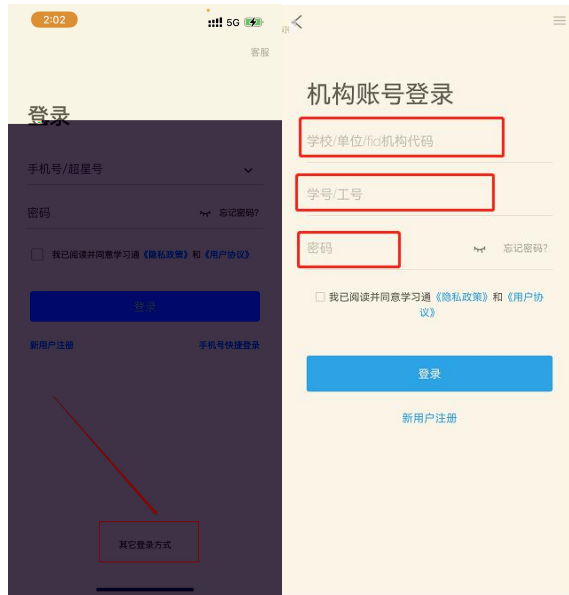 2:02
5G
客服
登录
手机号/超星号
密码
忘记密码?
我已阅读并同意学习通《隐私政策》和《用户协议》
登录
新用户注册
手机号快捷登录
其它登录方式
机构账号登录
学校/单位/fid机构代码
学号/工号
密码
忘记密码?
我已阅读并同意学习通《隐私政策》和《用户协
议》
登录
新用户注册